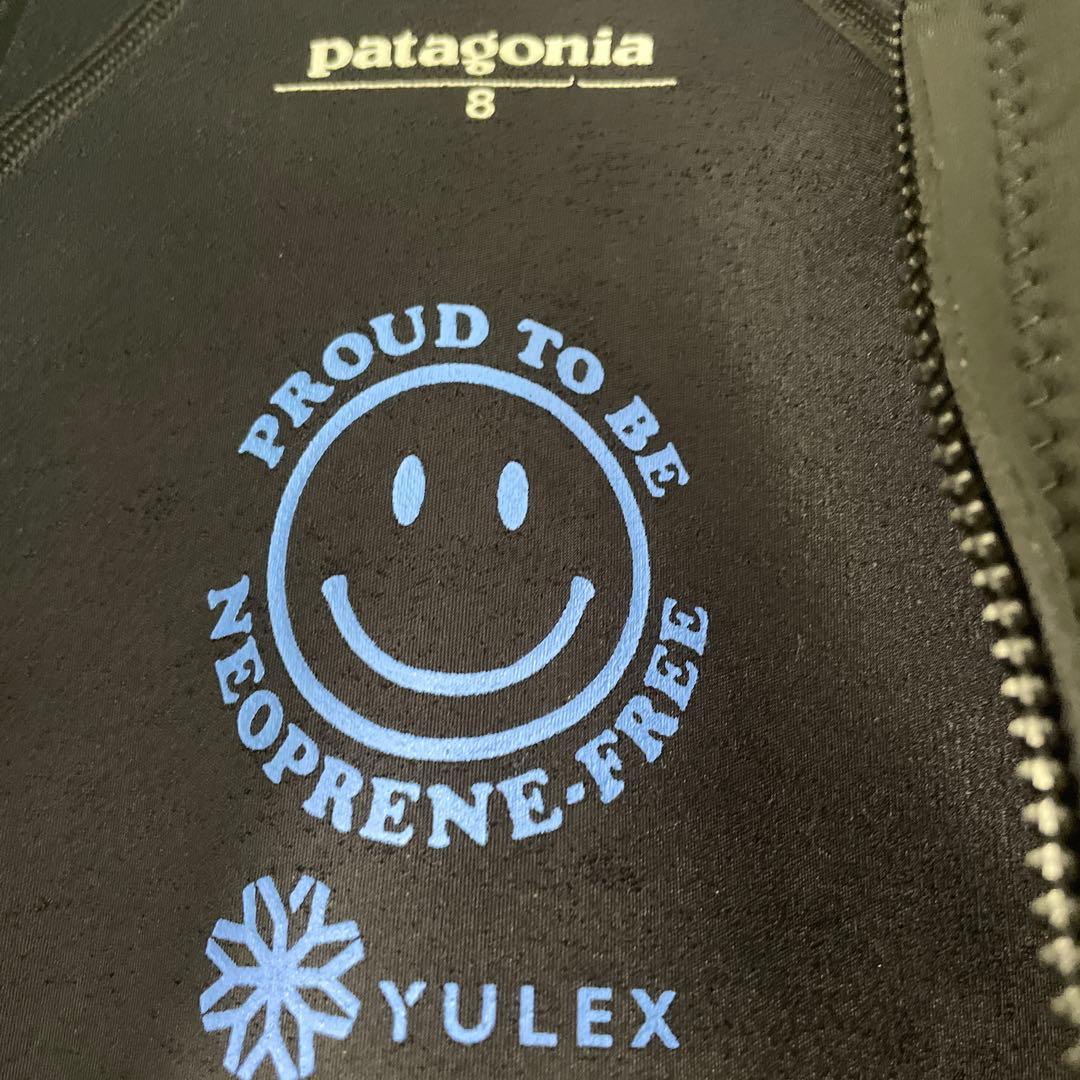 patagonia
8
PROUD TO BE
NEOPRENE-FREE
YULEX